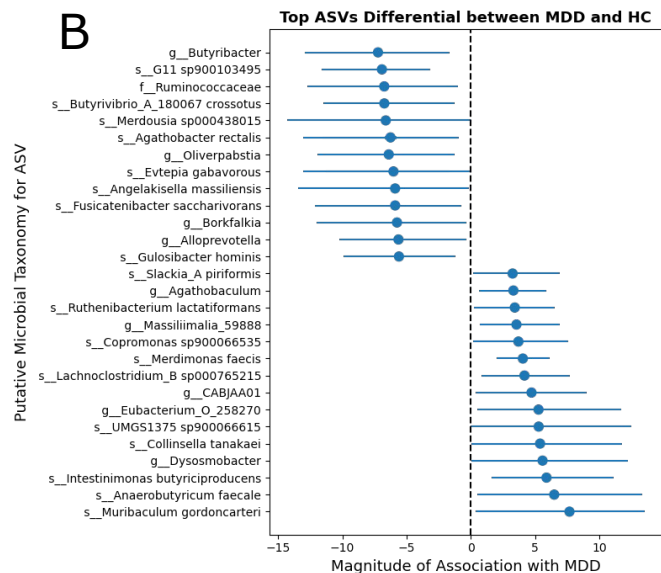 B
Top ASVs Differential between MDD and HC
Putative Microbial Taxonomy for ASV
g__Butyribacter
s__G11 sp900103495
f__Ruminococcaceae
s__Butyrivibrio_A_180067 crossotus
s__Merdousia sp000438015
s__Agathobacter rectalis
g__Oliverpabstia
s__Evtepia gabavorous
s__Angelakisella massiliensis
s__Fusicatenibacter saccharivorans
g__Borkfalkia
g__Alloprevotella
s__Gulosibacter hominis
s__Slackia_A piriformis
g__Agathobaculum
s__Ruthenibacterium lactatiformans
g__Massiliimalia_59888
s__Copromonas sp900066535
s__Merdimonas faecis
s__Lachnoclostridium_B sp000765215
g__CABJAA01
g__Eubacterium_O_258270
s__UMGS1375 sp900066615
s__Collinsella tanakaei
g__Dysosmobacter
s__Intestinimonas butyriciproducens
s__Anaerobutyricum faecale
s__Muribaculum gordoncarteri
−15 −10 −5 0 5 10
Magnitude of Association with MDD